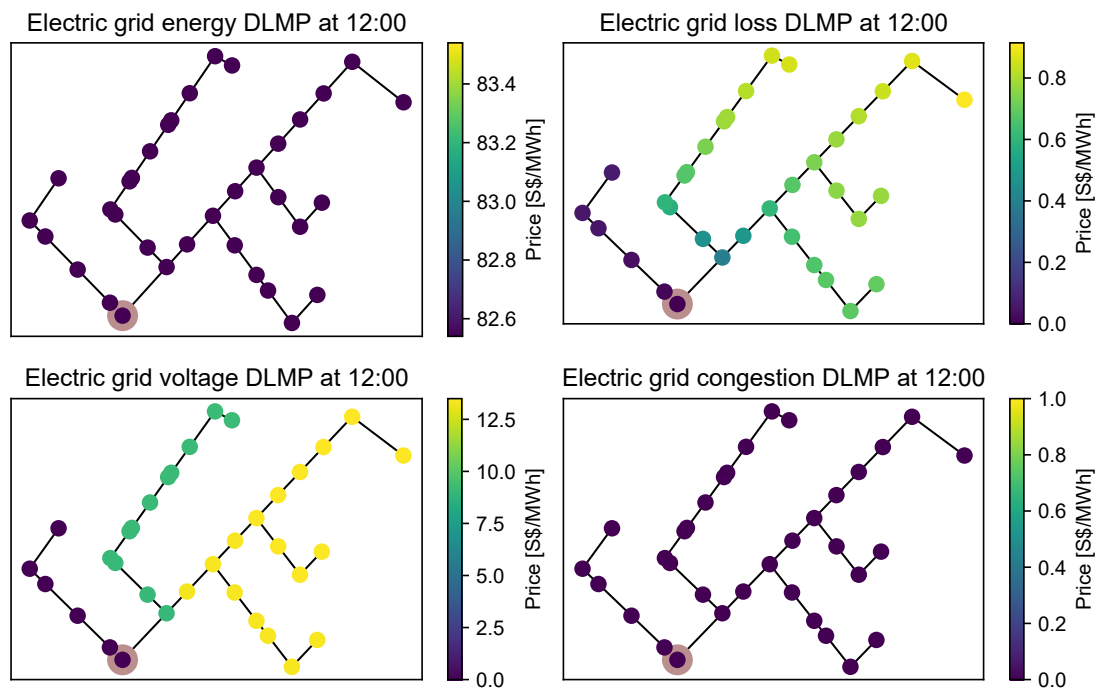 Electric grid energy DLMP at 12:00
83.4
83.2
83.0
82.8
82.6
Price [S$/MWh]
Electric grid loss DLMP at 12:00
0.8
0.6
0.4
0.2
0.0
Price [S$/MWh]
Electric grid voltage DLMP at 12:00
12.5
10.0
7.5
5.0
2.5
0.0
Price [S$/MWh]
Electric grid congestion DLMP at 12:00
1.0
0.8
0.6
0.4
0.2
0.0
Price [S$/MWh]